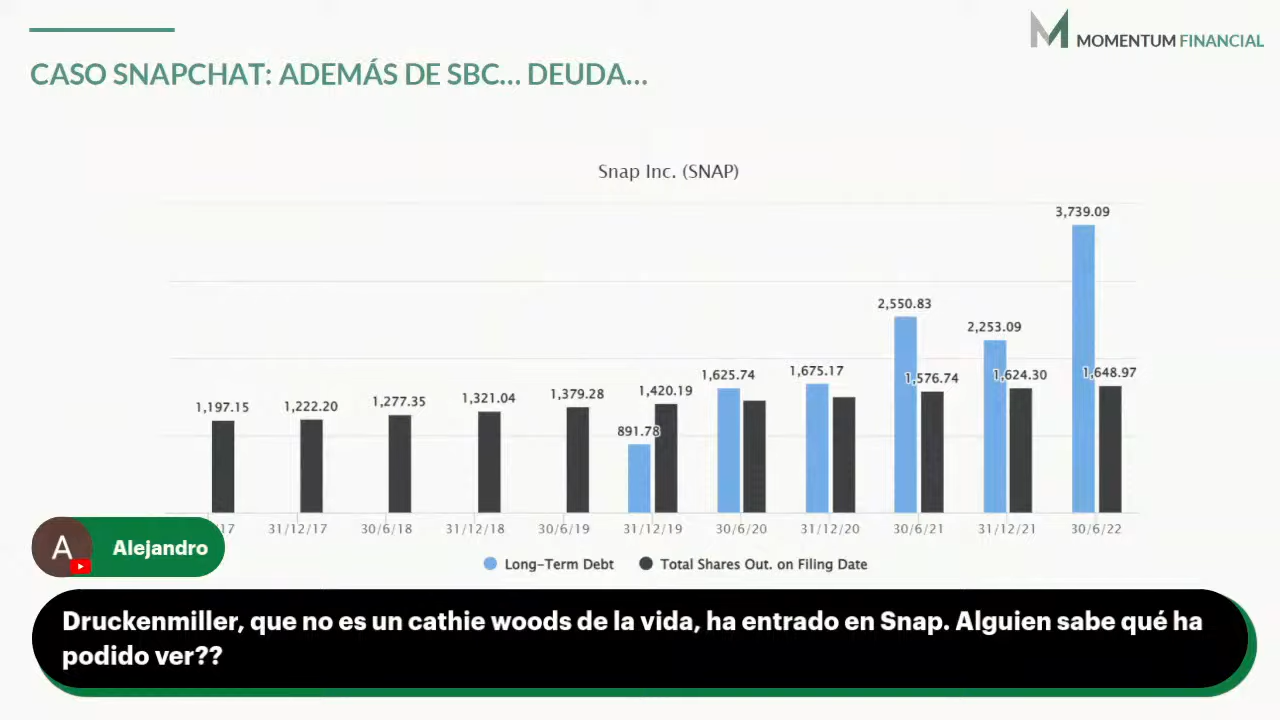 MOMENTUM FINANCIAL
CASO SNAPCHAT: ADEMÁS DE SBC... DEUDA...
Snap Inc. (SNAP)
3,739.09
2,550.83
2,253.09
1,625.74
1,675.17
1,576.74
1,624.30
1,648.97
1,197.15
1,222.20
1,277.35
1,321.04
1,379.28
1,420.19
891.78
17
31/12/17
30/6/18
31/12/18
30/6/19
31/12/19
30/6/20
31/12/20
30/6/21
31/12/21
30/6/22
Long-Term Debt
Total Shares Out. on Filing Date
A
Alejandro
Druckenmiller, que no es un cathie woods de la vida, ha entrado en Snap. Alguien sabe qué ha
podido ver??